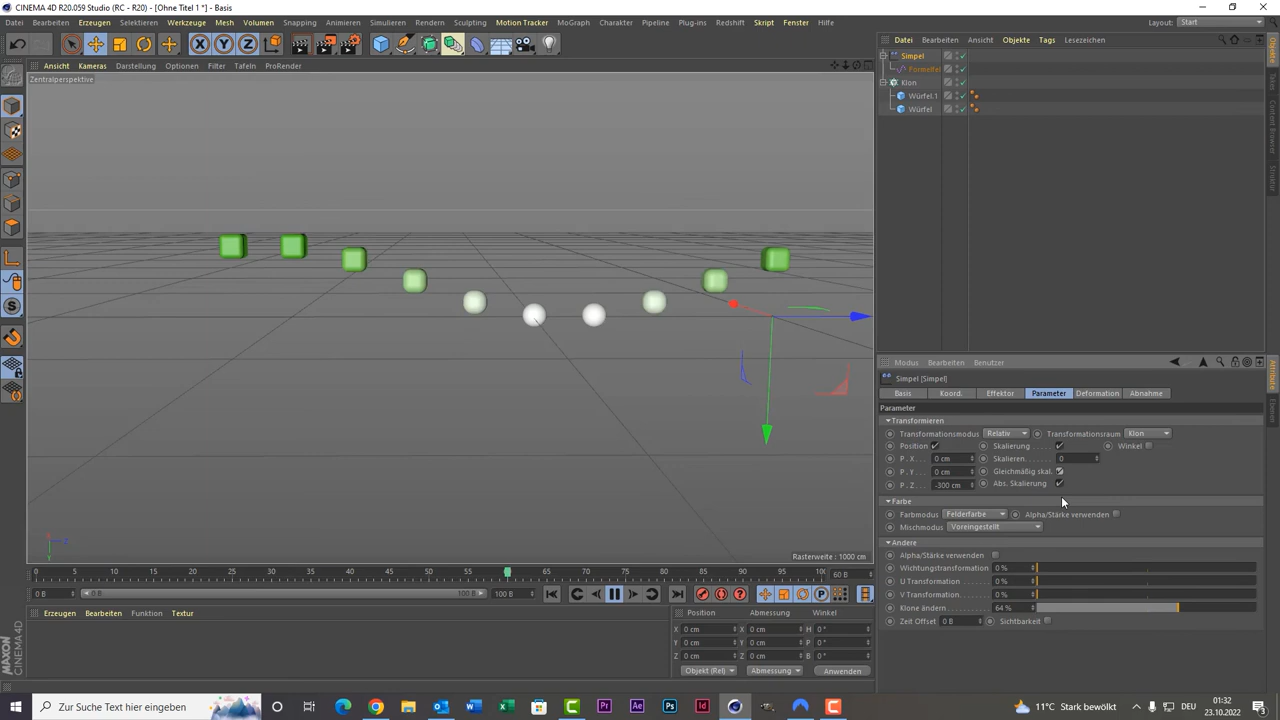 CINEMA 4D R20.059 Studio (RC - R20) - [Ohne Titel 1 *] - Basis
Datei Bearbeiten Erzeugen Selektieren Werkzeuge Mesh Volumen Snapping Animieren Simulieren Rendern Sculpting Motion Tracker MoGraph Charakter Pipeline Plug-ins Redshift Skript Fenster Hilfe
Layout: Start
Ansicht Kameras Darstellung Optionen Filter Tafeln ProRender
Zentralperspektive
Rasterweite : 1000 cm
Datei Bearbeiten Ansicht Objekte Tags Lesezeichen
Simpel
Formeffel
Klon
Würfel.1
Würfel
Objekte
Takes
Content Browser
Struktur
Modus Bearbeiten Benutzer
Simpel [Simpel]
Basis Koord. Effektor Parameter Deformation Abnahme
Parameter
Transformieren
Transformationsmodus Relativ Transformationsraum Klon
Position Skalierung Winkel
P . X 0 cm Skalieren 0
P . Y 0 cm Gleichmäßig skal.
P . Z -300 cm Abs. Skalierung
Farbe
Farbmodus Felderfarbe Alpha/Stärke verwenden
Mischmodus Voreingestellt
Andere
Alpha/Stärke verwenden
Wichtungstransformation 0 %
U Transformation 0 %
V Transformation 0 %
Klone ändern 64 %
Zeit Offset 0 B Sichtbarkeit
Attribute
Ebene
0 5 10 15 20 25 30 35 40 45 50 55 60 65 70 75 80 85 90 95 100
60 B
0 B 0 B 100 B 100 B
Erzeugen Bearbeiten Funktion Textur
Position Abmessung Winkel
X 0 cm X 0 cm H 0 °
Y 0 cm Y 0 cm P 0 °
Z 0 cm Z 0 cm B 0 °
Objekt (Rel) Abmessung Anwenden
MAXON CINEMA 4D
Zur Suche Text hier eingeben
11°C Stark bewölkt
01:32
23.10.2022